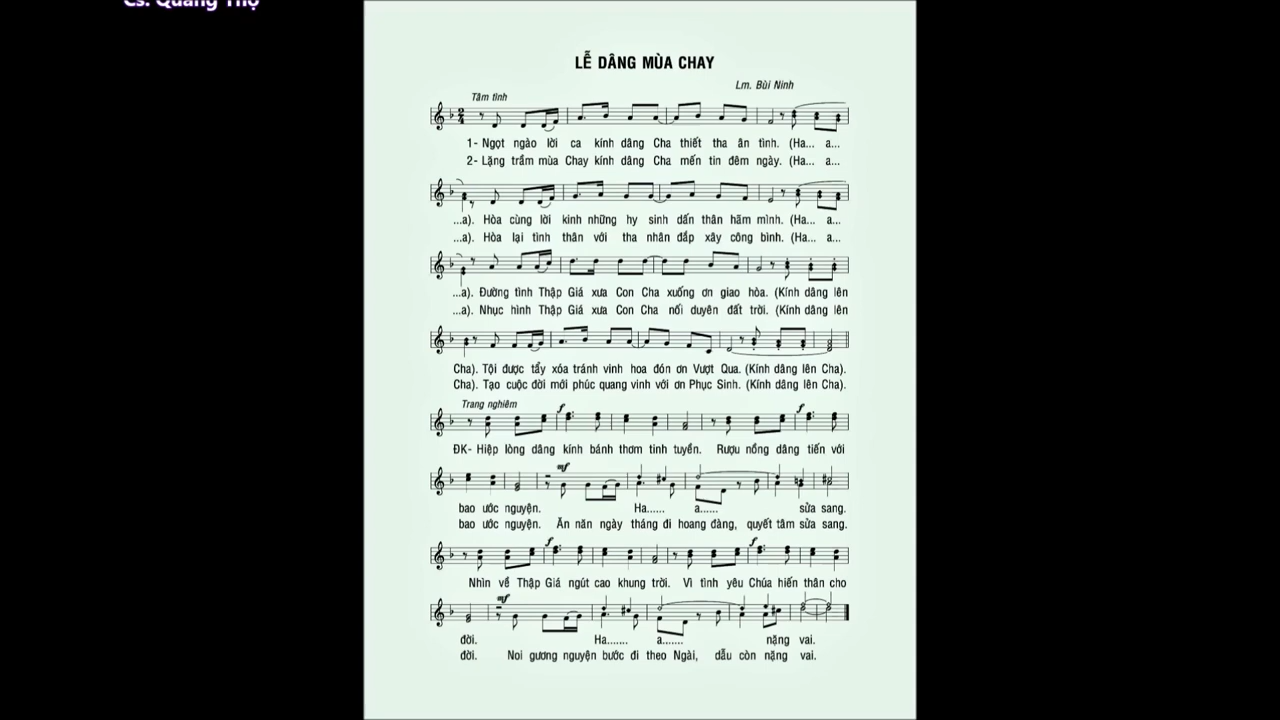 Cs. Quang Thọ
LỄ DÂNG MÙA CHAY
Lm. Bùi Ninh
Tâm tình
1- Ngọt ngào lời ca kính dâng Cha thiết tha ân tình. (Ha... a...
2- Lặng trầm mùa Chay kính dâng Cha mến tin đêm ngày. (Ha... a...
...a). Hòa cùng lời kinh những hy sinh dấn thân hãm mình. (Ha... a...
...a). Hòa lại tình thân với tha nhân đắp xây công bình. (Ha... a...
...a). Đường tình Thập Giá xưa Con Cha xuống ơn giao hòa. (Kính dâng lên
...a). Nhục hình Thập Giá xưa Con Cha nối duyên đất trời. (Kính dâng lên
Cha). Tội được tẩy xóa tránh vinh hoa đón ơn Vượt Qua. (Kính dâng lên Cha).
Cha). Tạo cuộc đời mới phúc quang vinh với ơn Phục Sinh. (Kính dâng lên Cha).
Trang nghiêm
f
f
ĐK- Hiệp lòng dâng kính bánh thơm tinh tuyền. Rượu nồng dâng tiến với
mf
bao ước nguyện. Ha...... a...... sửa sang.
bao ước nguyện. Ăn năn ngày tháng đi hoang đàng, quyết tâm sửa sang.
f
f
Nhìn về Thập Giá ngút cao khung trời. Vì tình yêu Chúa hiến thân cho
mf
đời. Ha....... a....... nặng vai.
đời. Noi gương nguyện bước đi theo Ngài, dẫu còn nặng vai.